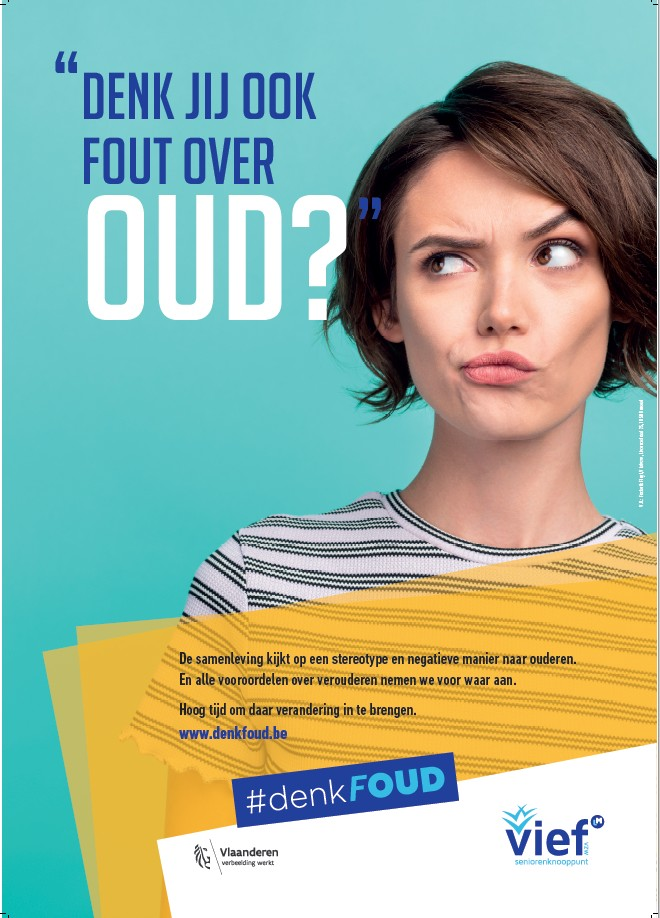 “DENK JIJ OOK
FOUT OVER
OUD?”
De samenleving kijkt op een stereotype en negatieve manier naar ouderen.
En alle vooroordelen over verouderen nemen we voor waar aan.
Hoog tijd om daar verandering in te brengen.
www.denkfoud.be
#denkFOUD
Vlaanderen
verbeelding werkt
vief
vzw
seniorenknooppunt